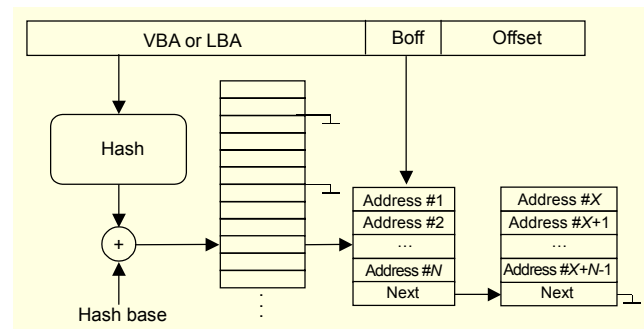 VBA or LBA Boff Offset
Hash
+
Hash base
Address #1
Address #2
...
Address #N
Next
Address #X
Address #X+1
...
Address #X+N-1
Next